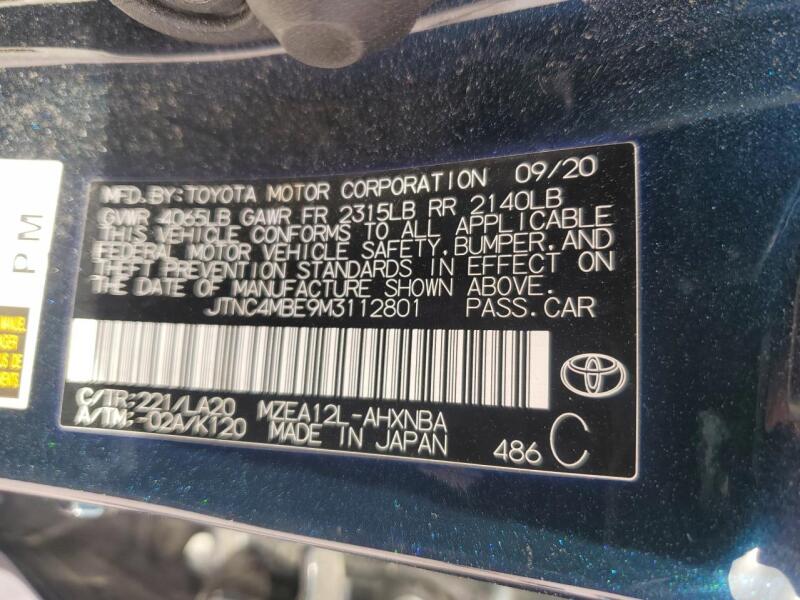 MFD. BY: TOYOTA MOTOR CORPORATION 09/20
GVWR 4065LB GAWR FR 2315LB RR 2140LB
THIS VEHICLE CONFORMS TO ALL APPLICABLE
FEDERAL MOTOR VEHICLE SAFETY, BUMPER, AND
THEFT PREVENTION STANDARDS IN EFFECT ON
THE DATE OF MANUFACTURE SHOWN ABOVE.
JTNC4MBE9M3112801 PASS. CAR
C/TR: 221/LA20 MZEA12L-AHXNBA
A/TM: -02A/K120 MADE IN JAPAN
486 C
PM
MANUEL